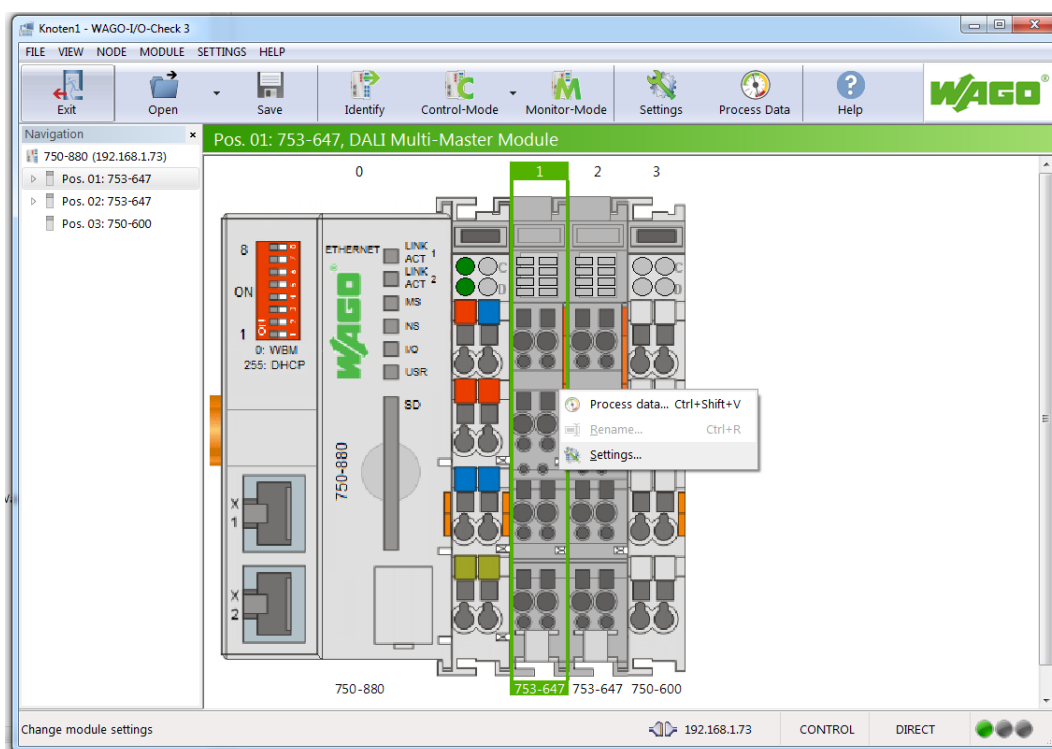 Knoten1 - WAGO-I/O-Check 3
FILE VIEW NODE MODULE SETTINGS HELP
Exit Open Save Identify Control-Mode Monitor-Mode Settings Process Data Help
WAGO®
Navigation
750-880 (192.168.1.73)
Pos. 01: 753-647
Pos. 02: 753-647
Pos. 03: 750-600
Pos. 01: 753-647, DALI Multi-Master Module
0 1 2 3
8
ON
1
0: WBM
255: DHCP
ETHERNET
LINK
ACT 1
LINK
ACT 2
MS
NS
I/O
USR
SD
WAGO
750-880
X
1
X
2
C
D
C
D
Process data... Ctrl+Shift+V
Rename... Ctrl+R
Settings...
750-880 753-647 753-647 750-600
Change module settings
192.168.1.73 CONTROL DIRECT